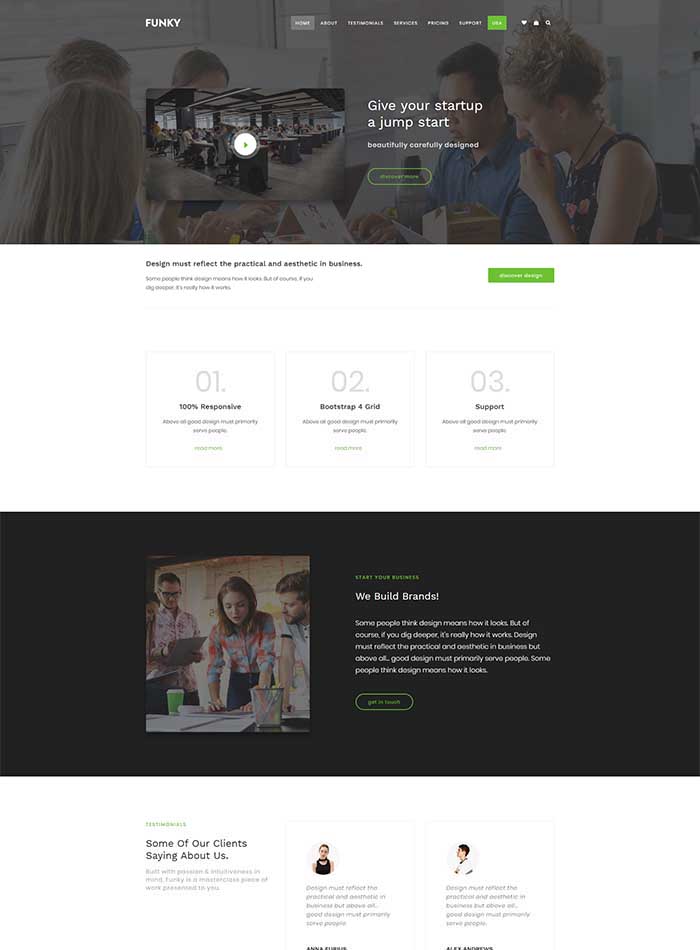 FUNKY
HOME ABOUT TESTIMONIALS SERVICES PRICING SUPPORT USA
Give your startup
a jump start
beautifully carefully designed
discover more
Design must reflect the practical and aesthetic in business.
Some people think design means how it looks. But of course, if you
dig deeper, it's really how it works.
discover design
01.
100% Responsive
Above all good design must primarily
serve people.
read more
02.
Bootstrap 4 Grid
Above all good design must primarily
serve people.
read more
03.
Support
Above all good design must primarily
serve people.
read more
START YOUR BUSINESS
We Build Brands!
Some people think design means how it looks. But of
course, if you dig deeper, it's really how it works. Design
must reflect the practical and aesthetic in business but
above all... good design must primarily serve people. Some
people think design means how it looks.
get in touch
TESTIMONIALS
Some Of Our Clients
Saying About Us.
Built with passion & intuitiveness in
mind, Funky is a masterclass piece of
work presented to you.
Design must reflect the
practical and aesthetic in
business but above all...
good design must primarily
serve people
ANNA FURIUS
Design must reflect the
practical and aesthetic in
business but above all...
good design must primarily
serve people.
ALEX ANDREWS